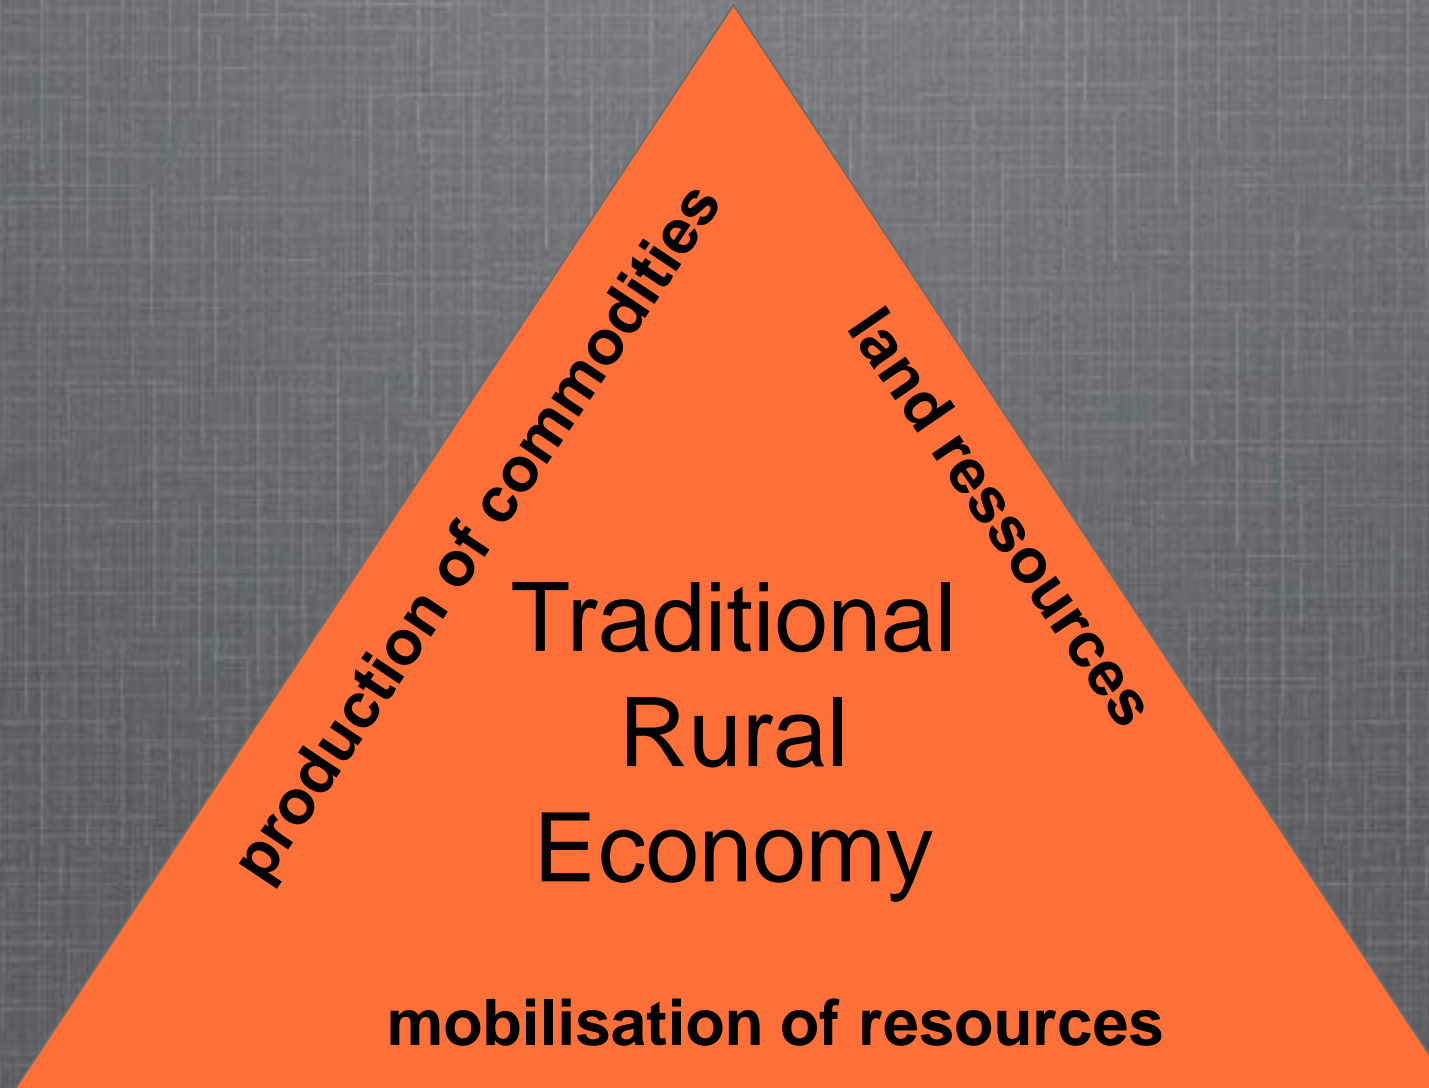 production of commodities
land ressources
Traditional
Rural
Economy
mobilisation of resources